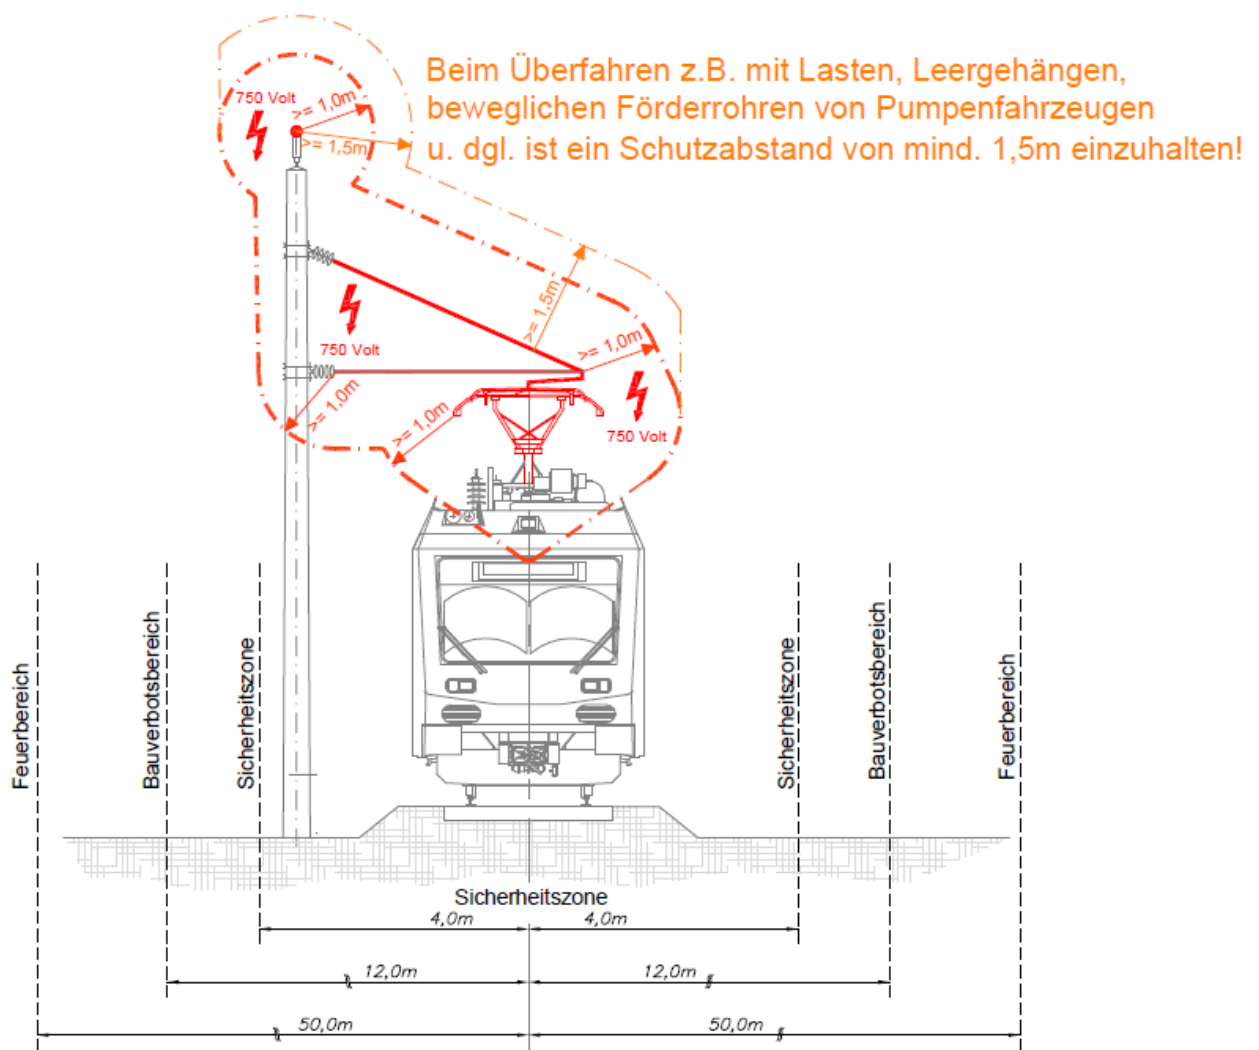 Beim Überfahren z.B. mit Lasten, Leergehängen,
beweglichen Förderrohren von Pumpenfahrzeugen
u. dgl. ist ein Schutzabstand von mind. 1,5m einzuhalten!
750 Volt
>= 1,0m
>= 1,5m
>= 1,5m
750 Volt
>= 1,0m
>= 1,0m
>= 1,0m
750 Volt
Feuerbereich
Bauverbotsbereich
Sicherheitszone
Sicherheitszone
Bauverbotsbereich
Feuerbereich
Sicherheitszone
4,0m 4,0m
12,0m 12,0m
50,0m 50,0m